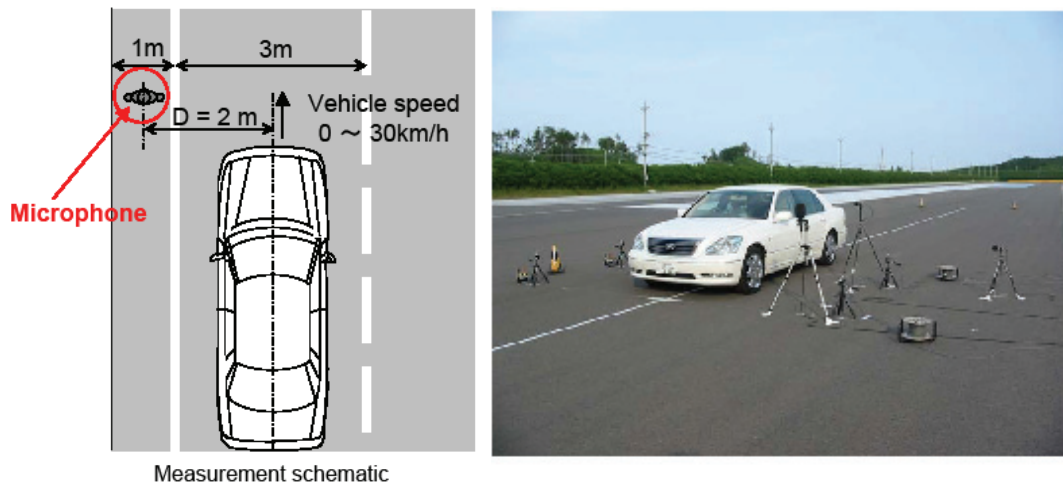 1m
3m
D = 2 m
Vehicle speed
0 ～ 30km/h
Microphone
Measurement schematic